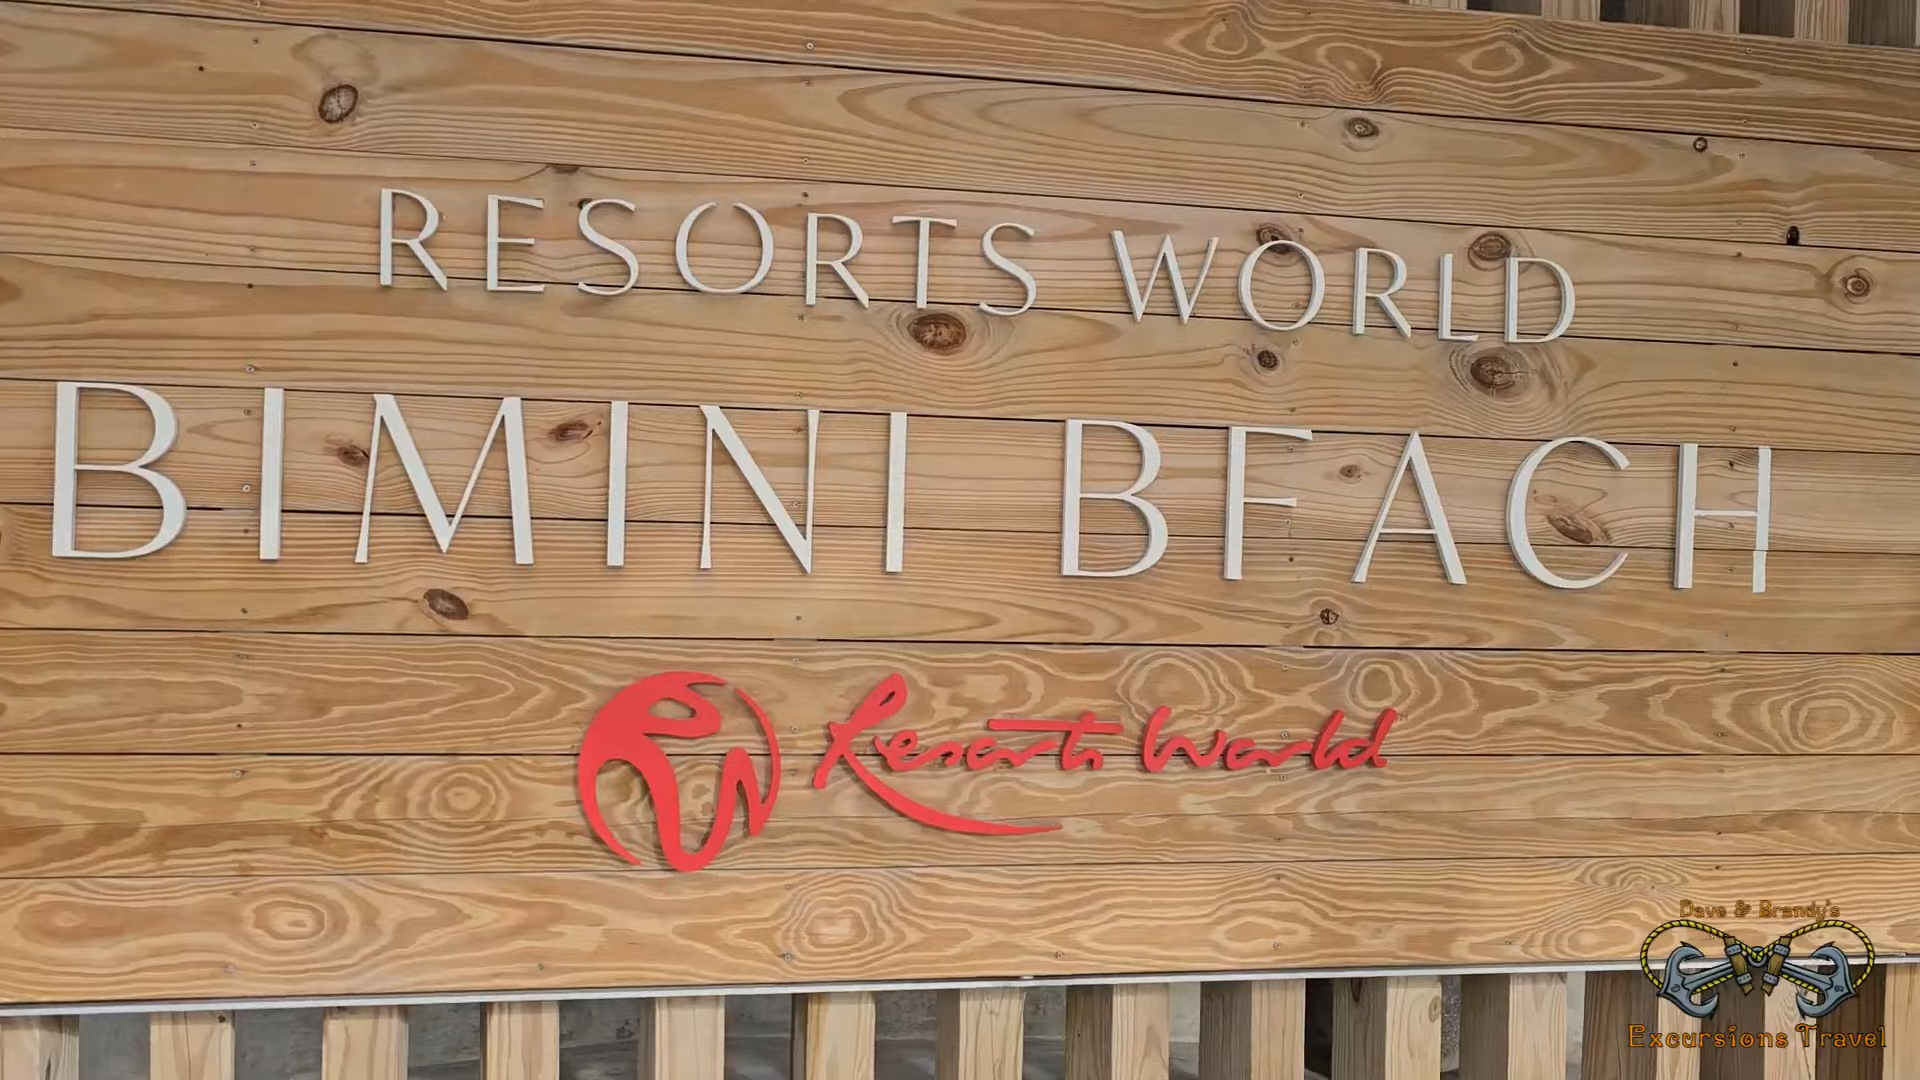 RESORTS WORLD
BIMINI BFACH
Resorts World
Dave & Brandy's
Excursions Travel